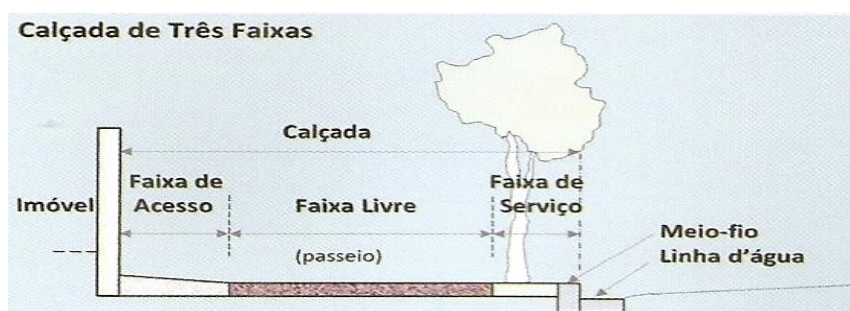 Calçada de Três Faixas
Calçada
Faixa de
Acesso
Faixa de
Serviço
Imóvel
Faixa Livre
(passeio)
Meio-fio
Linha d'água